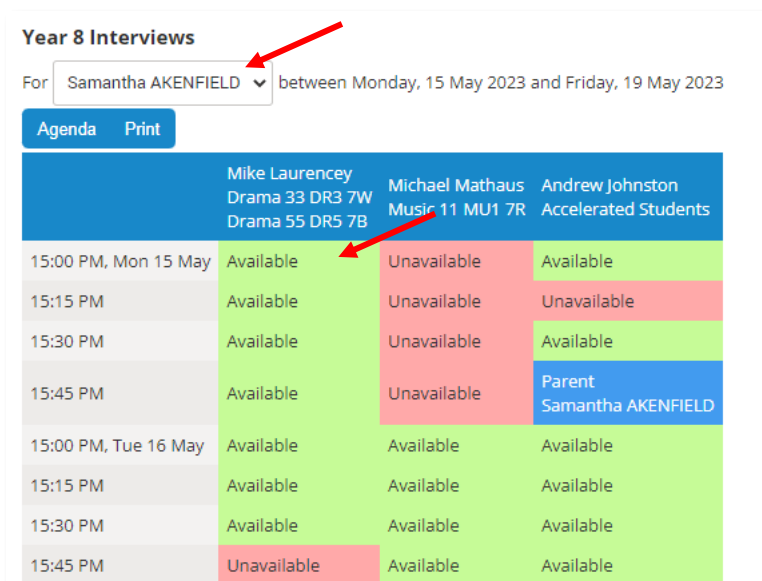 Year 8 Interviews
For Samantha AKENFIELD between Monday, 15 May 2023 and Friday, 19 May 2023
Agenda Print
Mike Laurencey
Drama 33 DR3 7W
Drama 55 DR5 7B
Michael Mathaus
Music 11 MU1 7R
Andrew Johnston
Accelerated Students
15:00 PM, Mon 15 May Available Unavailable Available
15:15 PM Available Unavailable Unavailable
15:30 PM Available Unavailable Available
15:45 PM Available Unavailable Parent
Samantha AKENFIELD
15:00 PM, Tue 16 May Available Available Available
15:15 PM Available Available Available
15:30 PM Available Available Available
15:45 PM Unavailable Available Available